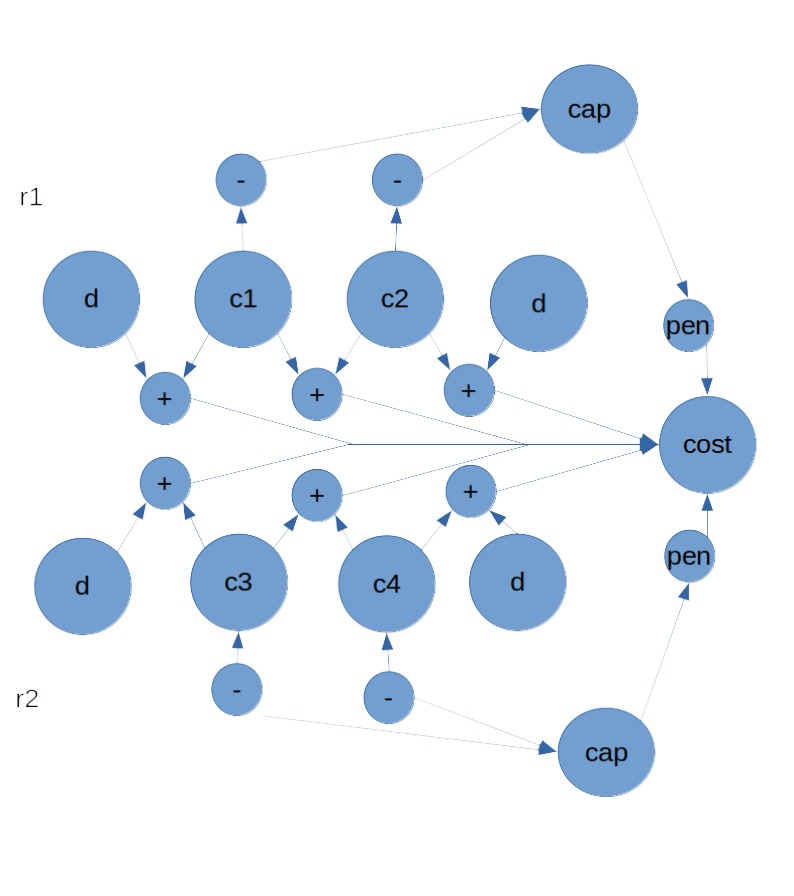 cap
- -
r1
d c1 c2 d
pen
+ + +
cost
+ + +
pen
d c3 c4 d
- -
r2
cap